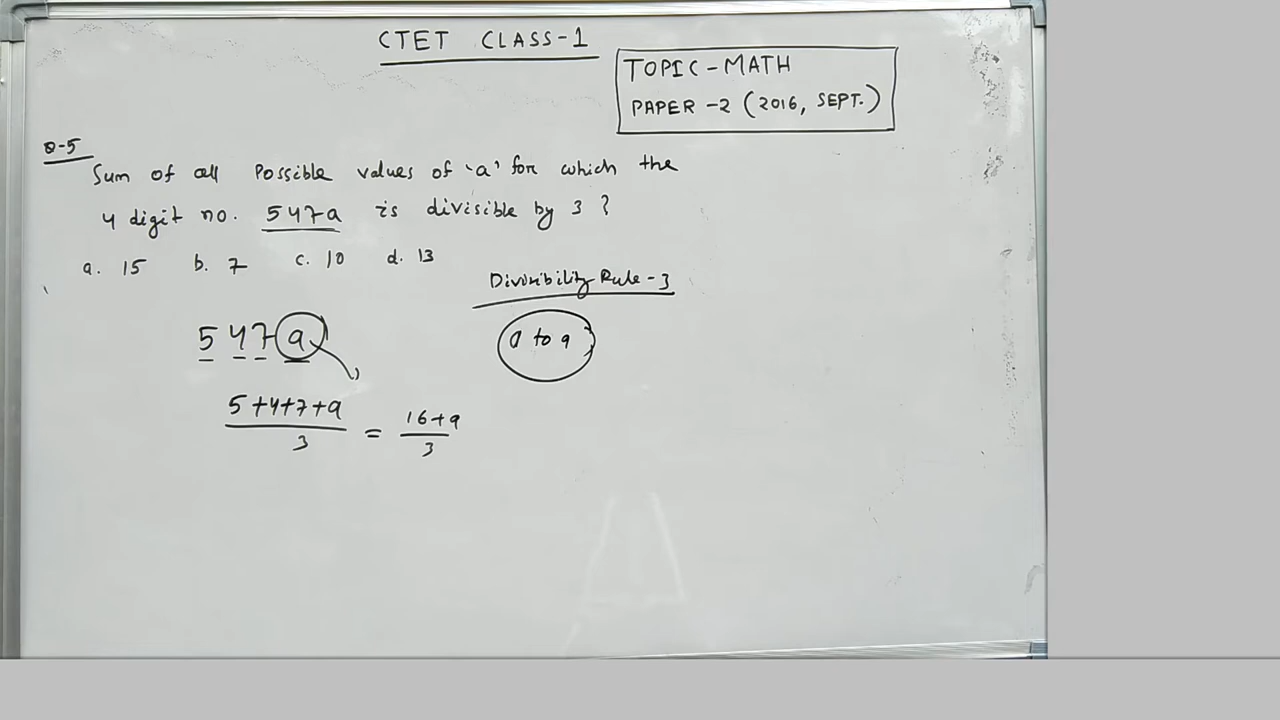 CTET CLASS-1
TOPIC-MATH
PAPER-2 (2016, SEPT.)
Q-5
Sum of all Possible values of 'a' for which the
4 digit no. 547a is divisible by 3 ?
a. 15 b. 7 c. 10 d. 13
Divisibility Rule-3
547a
0 to 9
5+4+7+a
3
=
16+a
3